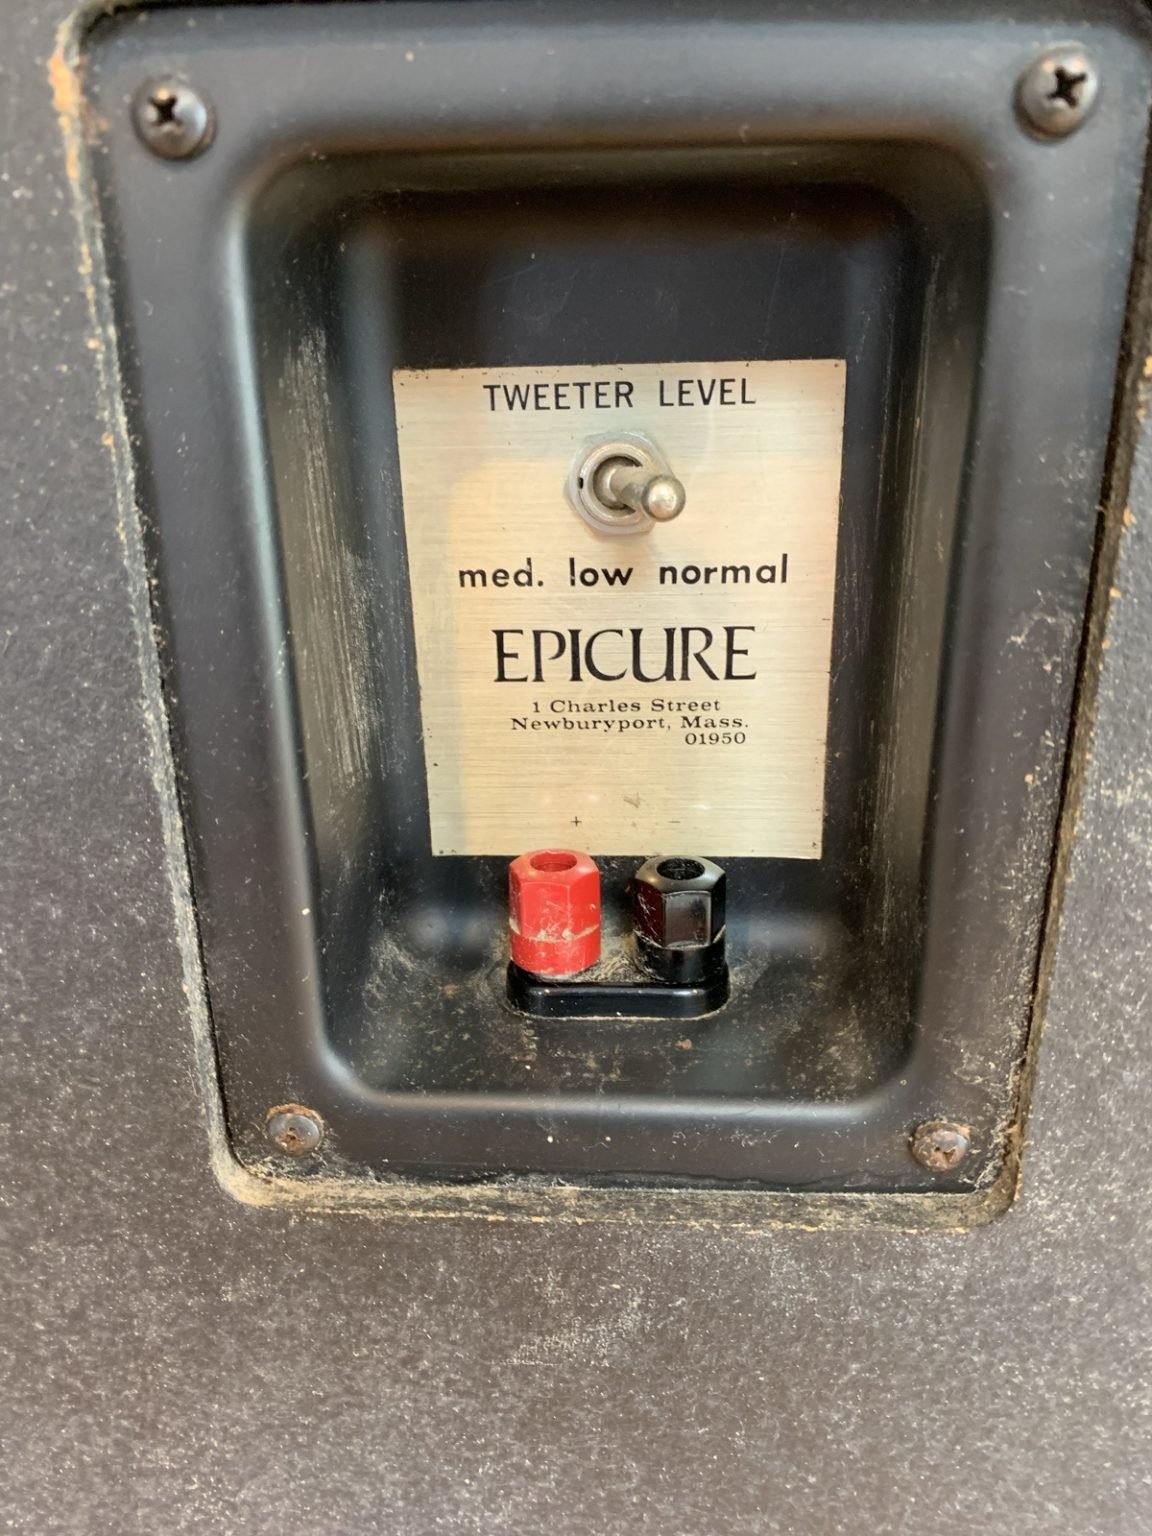 TWEETER LEVEL
med. low normal
EPICURE
1 Charles Street
Newburyport, Mass.
01950
+ −